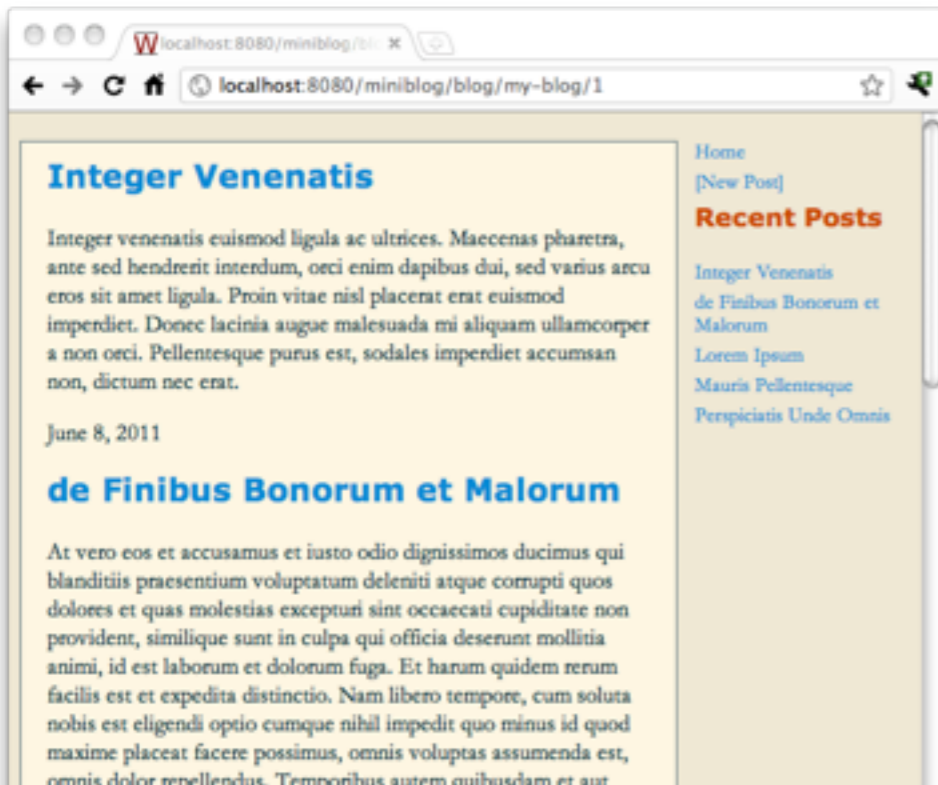 localhost:8080/miniblog/bl
localhost:8080/miniblog/blog/my-blog/1
Integer Venenatis
Integer venenatis euismod ligula ac ultrices. Maecenas pharetra,
ante sed hendrerit interdum, orci enim dapibus dui, sed varius arcu
eros sit amet ligula. Proin vitae nisl placerat erat euismod
imperdiet. Donec lacinia augue malesuada mi aliquam ullamcorper
a non orci. Pellentesque purus est, sodales imperdiet accumsan
non, dictum nec erat.
June 8, 2011
de Finibus Bonorum et Malorum
At vero eos et accusamus et iusto odio dignissimos ducimus qui
blanditiis praesentium voluptatum deleniti atque corrupti quos
dolores et quas molestias excepturi sint occaecati cupiditate non
provident, similique sunt in culpa qui officia deserunt mollitia
animi, id est laborum et dolorum fuga. Et harum quidem rerum
facilis est et expedita distinctio. Nam libero tempore, cum soluta
nobis est eligendi optio cumque nihil impedit quo minus id quod
maxime placeat facere possimus, omnis voluptas assumenda est,
omnis dolor repellendus. Temporibus autem quibusdam et aut
Home
[New Post]
Recent Posts
Integer Venenatis
de Finibus Bonorum et
Malorum
Lorem Ipsum
Mauris Pellentesque
Perspiciatis Unde Omnis